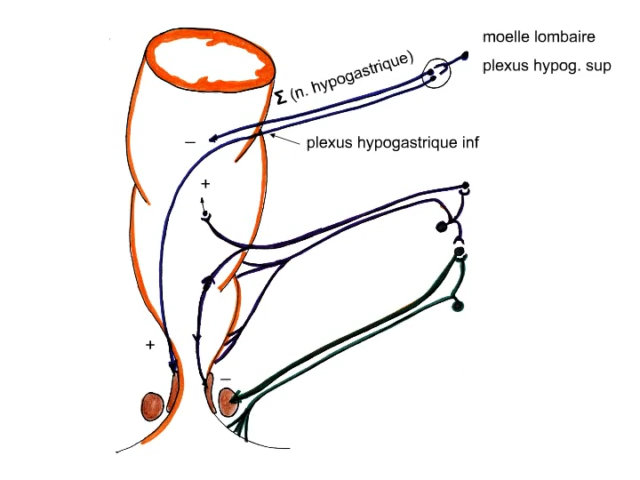 moelle lombaire
plexus hypog. sup
Σ (n. hypogastrique)
−
plexus hypogastrique inf
+
+
−